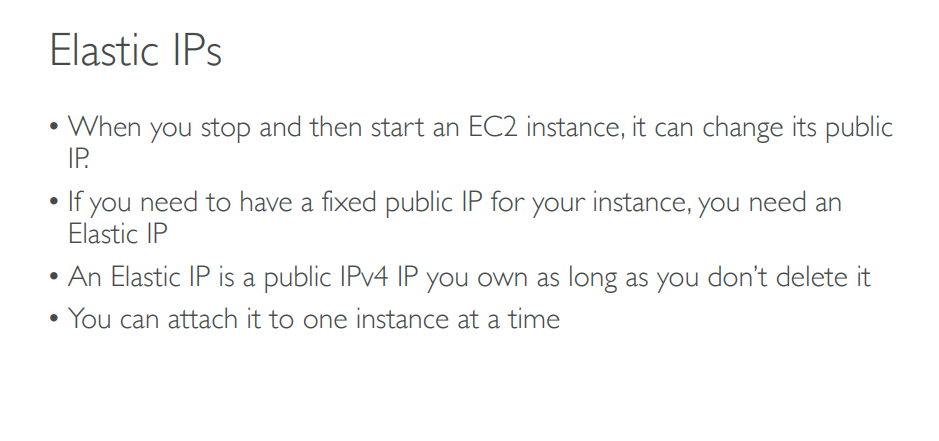 Elastic IPs
• When you stop and then start an EC2 instance, it can change its public
IP.
• If you need to have a fixed public IP for your instance, you need an
Elastic IP
• An Elastic IP is a public IPv4 IP you own as long as you don’t delete it
• You can attach it to one instance at a time